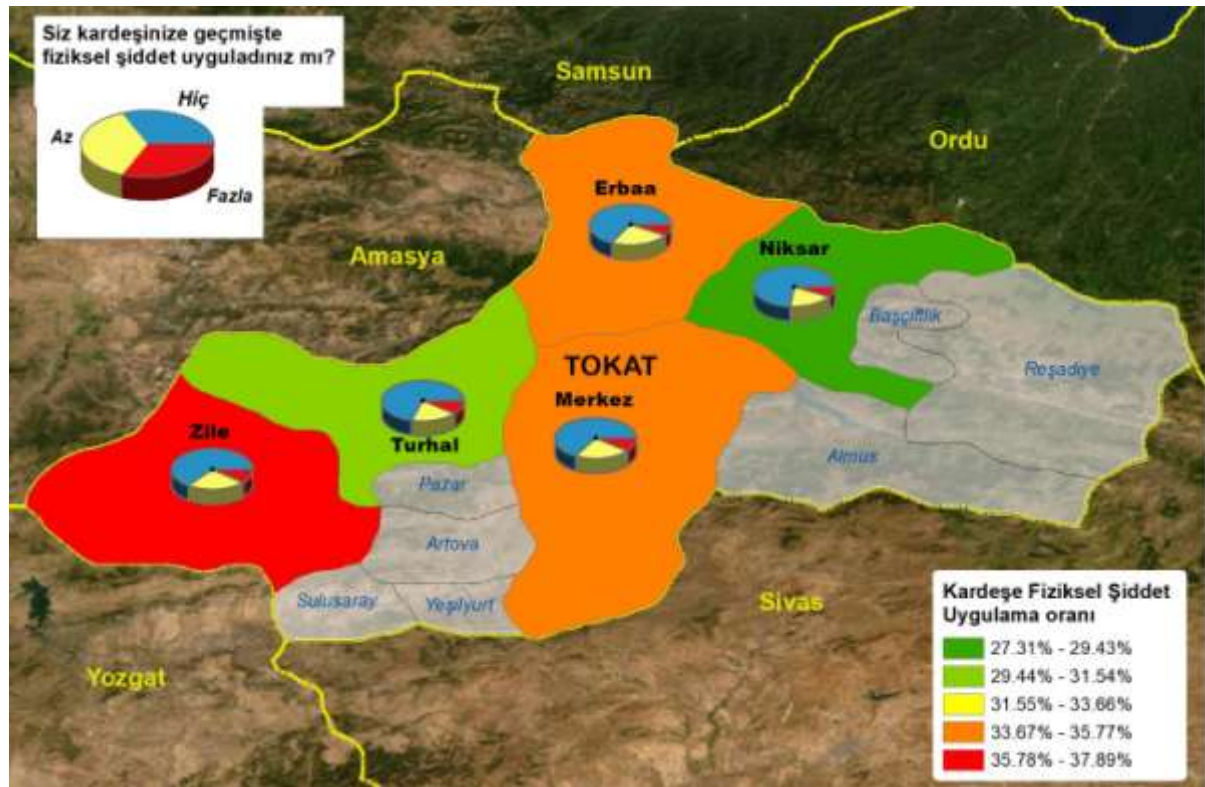 Siz kardeşinize geçmişte
fiziksel şiddet uyguladınız mı?
Hiç
Az
Fazla
Samsun
Ordu
Erbaa
Niksar
Amasya
Başçiftlik
Reşadiye
TOKAT
Merkez
Zile
Turhal
Almus
Pazar
Artova
Sulusaray
Yeşilyurt
Sivas
Yozgat
Kardeşe Fiziksel Şiddet
Uygulama oranı
27.31% - 29.43%
29.44% - 31.54%
31.55% - 33.66%
33.67% - 35.77%
35.78% - 37.89%